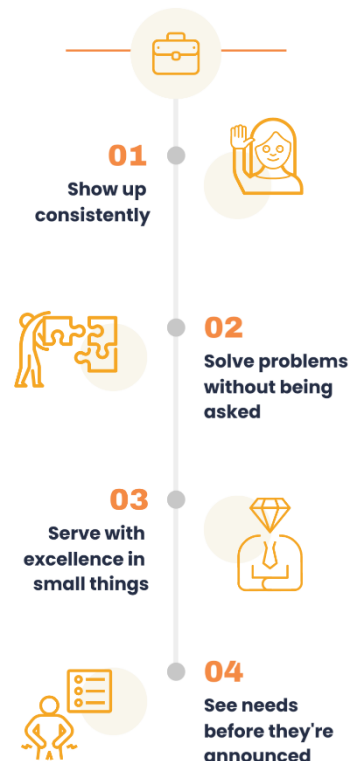 01
Show up
consistently
02
Solve problems
without being
asked
03
Serve with
excellence in
small things
04
See needs
before they're
announced